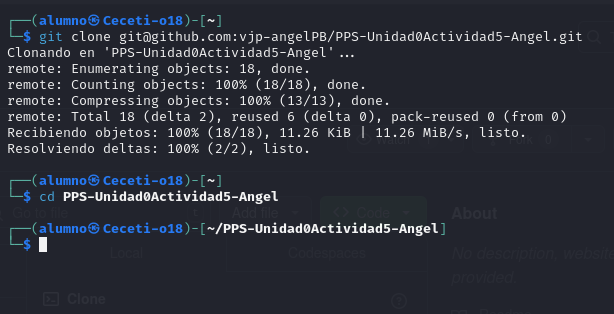 ┌──(alumno㉿Ceceti-o18)-[~]
└─$ git clone git@github.com:vjp-angelPB/PPS-Unidad0Actividad5-Angel.git
Clonando en 'PPS-Unidad0Actividad5-Angel'...
remote: Enumerating objects: 18, done.
remote: Counting objects: 100% (18/18), done.
remote: Compressing objects: 100% (13/13), done.
remote: Total 18 (delta 2), reused 6 (delta 0), pack-reused 0 (from 0)
Recibiendo objetos: 100% (18/18), 11.26 KiB | 11.26 MiB/s, listo.
Resolviendo deltas: 100% (2/2), listo.
┌──(alumno㉿Ceceti-o18)-[~]
└─$ cd PPS-Unidad0Actividad5-Angel
Go to file Add file <> Code About
┌──(alumno㉿Ceceti-o18)-[~/PPS-Unidad0Actividad5-Angel]
└─$
Local Codespaces No description, website
provided
Clone